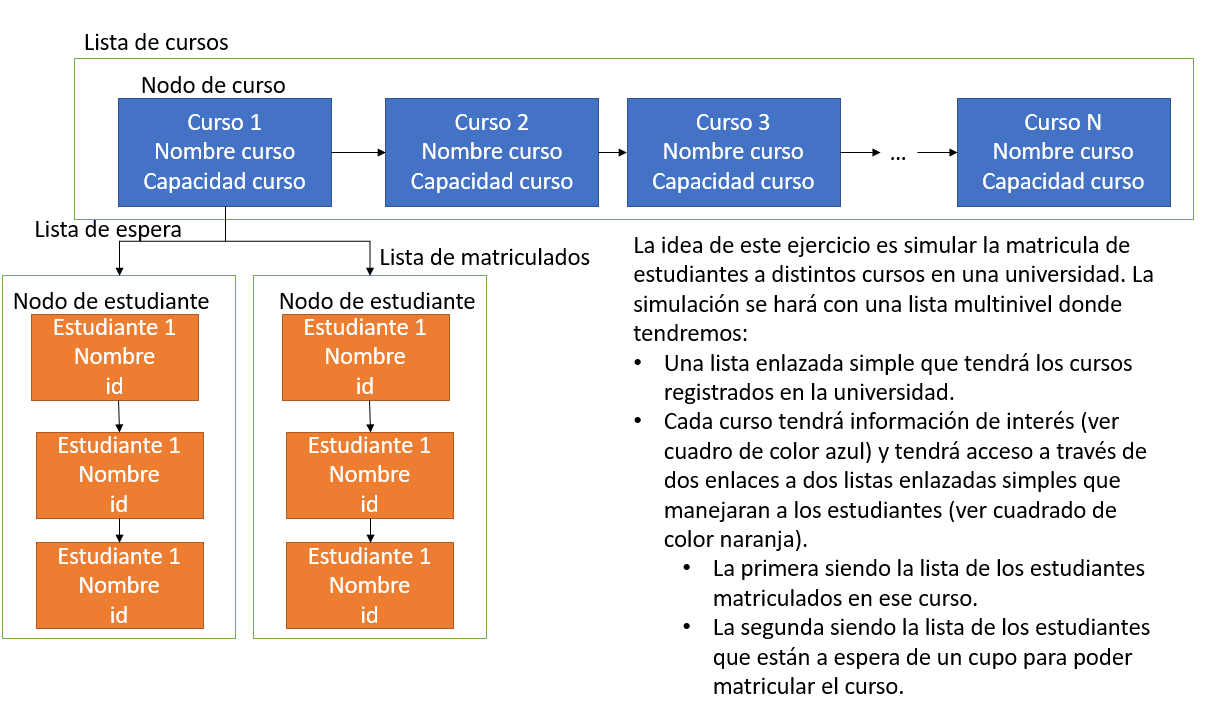 Lista de cursos
Nodo de curso
Curso 1
Nombre curso
Capacidad curso
Curso 2
Nombre curso
Capacidad curso
Curso 3
Nombre curso
Capacidad curso
...
Curso N
Nombre curso
Capacidad curso
Lista de espera
Lista de matriculados
Nodo de estudiante
Estudiante 1
Nombre
id
Estudiante 1
Nombre
id
Estudiante 1
Nombre
id
Nodo de estudiante
Estudiante 1
Nombre
id
Estudiante 1
Nombre
id
Estudiante 1
Nombre
id
La idea de este ejercicio es simular la matricula de
estudiantes a distintos cursos en una universidad. La
simulación se hará con una lista multinivel donde
tendremos:
• Una lista enlazada simple que tendrá los cursos
registrados en la universidad.
• Cada curso tendrá información de interés (ver
cuadro de color azul) y tendrá acceso a través de
dos enlaces a dos listas enlazadas simples que
manejaran a los estudiantes (ver cuadrado de
color naranja).
• La primera siendo la lista de los estudiantes
matriculados en ese curso.
• La segunda siendo la lista de los estudiantes
que están a espera de un cupo para poder
matricular el curso.